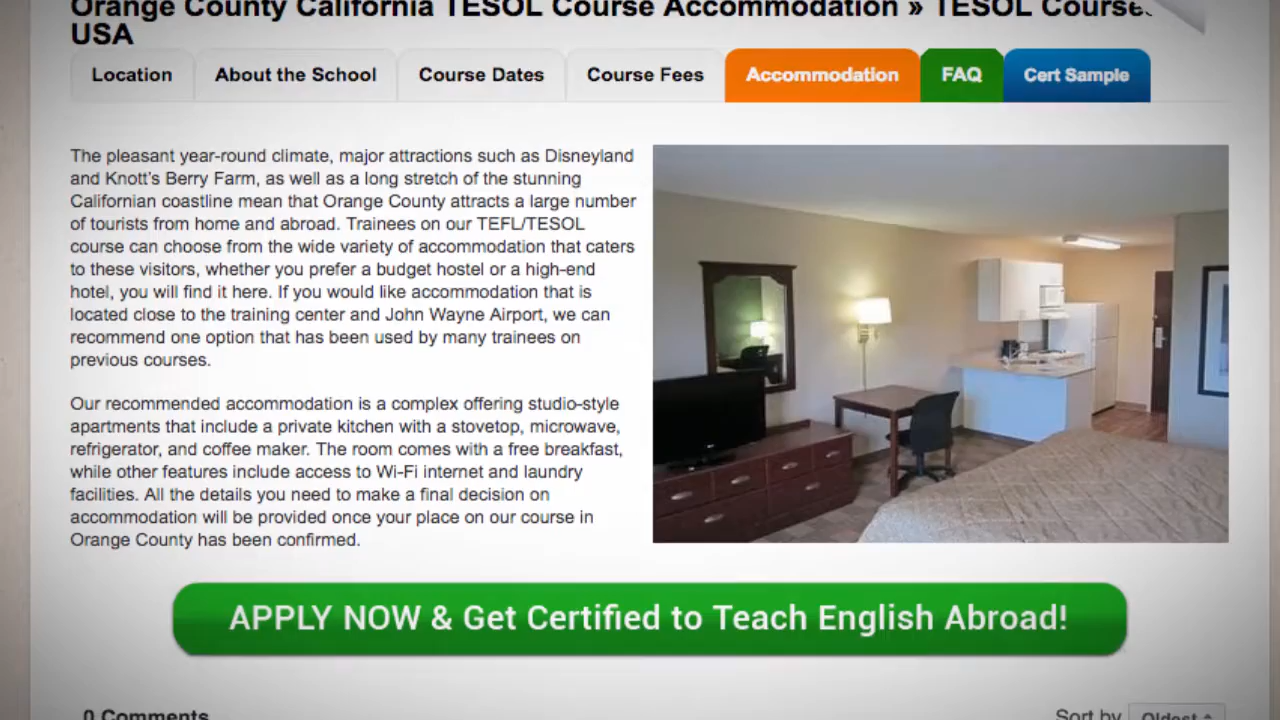 Orange County California TESOL Course Accommodation » TESOL Courses
USA
Location About the School Course Dates Course Fees Accommodation FAQ Cert Sample
The pleasant year-round climate, major attractions such as Disneyland
and Knott's Berry Farm, as well as a long stretch of the stunning
Californian coastline mean that Orange County attracts a large number
of tourists from home and abroad. Trainees on our TEFL/TESOL
course can choose from the wide variety of accommodation that caters
to these visitors, whether you prefer a budget hostel or a high-end
hotel, you will find it here. If you would like accommodation that is
located close to the training center and John Wayne Airport, we can
recommend one option that has been used by many trainees on
previous courses.
Our recommended accommodation is a complex offering studio-style
apartments that include a private kitchen with a stovetop, microwave,
refrigerator, and coffee maker. The room comes with a free breakfast,
while other features include access to Wi-Fi internet and laundry
facilities. All the details you need to make a final decision on
accommodation will be provided once your place on our course in
Orange County has been confirmed.
APPLY NOW & Get Certified to Teach English Abroad!
0 Comments Sort by Oldest